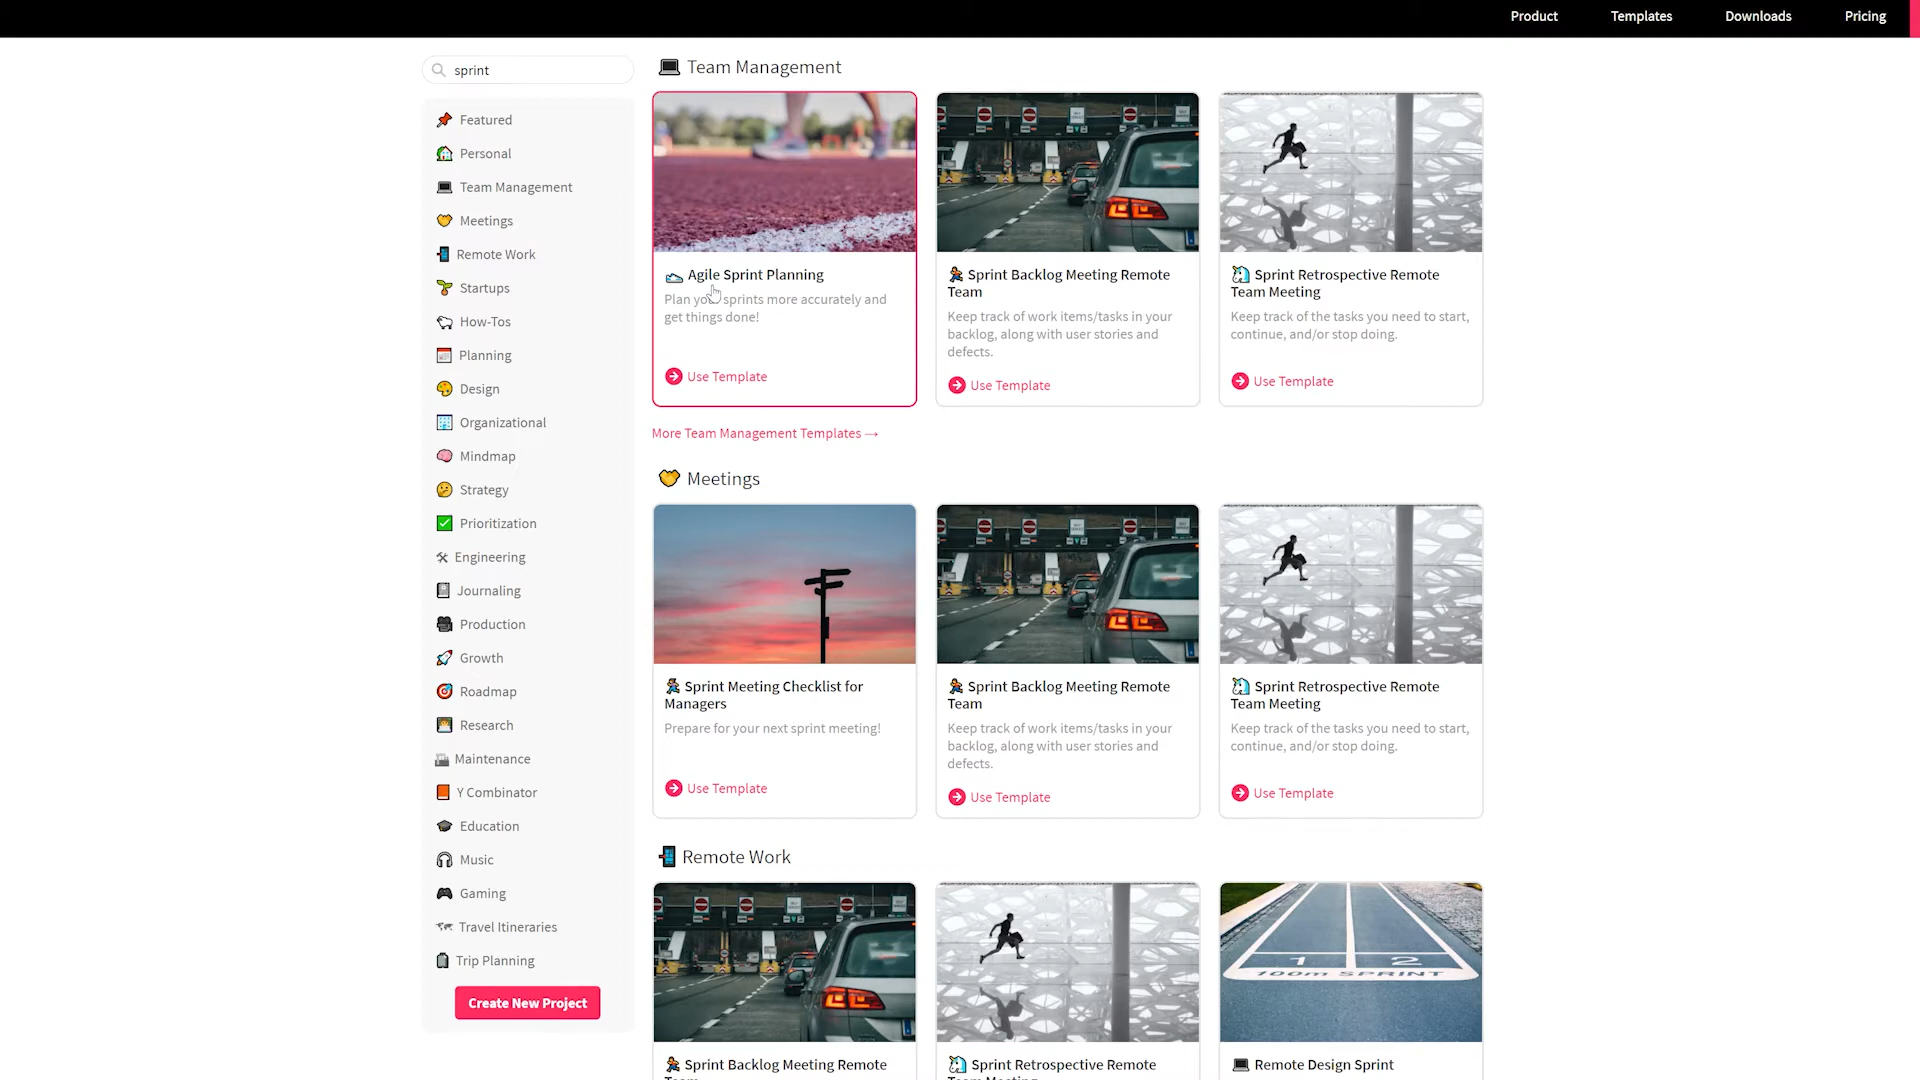 Product
Templates
Downloads
Pricing
sprint
Featured
Personal
Team Management
Meetings
Remote Work
Startups
How-Tos
Planning
Design
Organizational
Mindmap
Strategy
Prioritization
Engineering
Journaling
Production
Growth
Roadmap
Research
Maintenance
Y Combinator
Education
Music
Gaming
Travel Itineraries
Trip Planning
Create New Project
Team Management
Agile Sprint Planning
Plan you sprints more accurately and
get things done!
Use Template
Sprint Backlog Meeting Remote
Team
Keep track of work items/tasks in your
backlog, along with user stories and
defects.
Use Template
Sprint Retrospective Remote
Team Meeting
Keep track of the tasks you need to start,
continue, and/or stop doing.
Use Template
More Team Management Templates →
Meetings
Sprint Meeting Checklist for
Managers
Prepare for your next sprint meeting!
Use Template
Sprint Backlog Meeting Remote
Team
Keep track of work items/tasks in your
backlog, along with user stories and
defects.
Use Template
Sprint Retrospective Remote
Team Meeting
Keep track of the tasks you need to start,
continue, and/or stop doing.
Use Template
Remote Work
Sprint Backlog Meeting Remote
Team
Sprint Retrospective Remote
Team Meeting
1 2
100m SPRINT
Remote Design Sprint